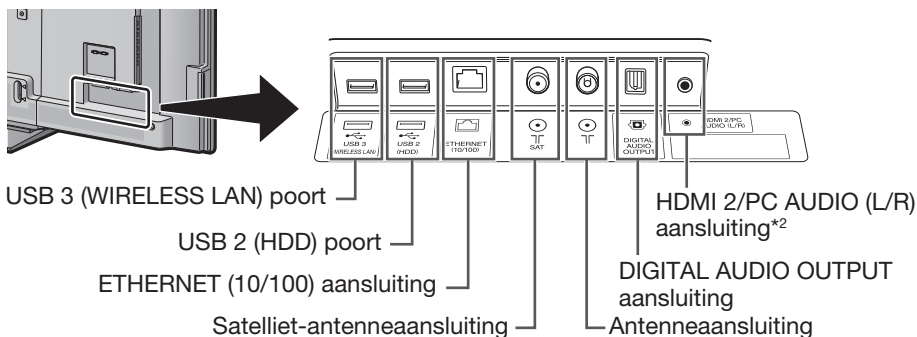 USB 3
(WIRELESS LAN)
USB 2
(HDD)
ETHERNET
(10/100)
SAT
DIGITAL
AUDIO
OUTPUT
HDMI 2/PC
AUDIO (L/R)
USB 3 (WIRELESS LAN) poort
USB 2 (HDD) poort
ETHERNET (10/100) aansluiting
Satelliet-antenneaansluiting
HDMI 2/PC AUDIO (L/R)
aansluiting*2
DIGITAL AUDIO OUTPUT
aansluiting
Antenneaansluiting